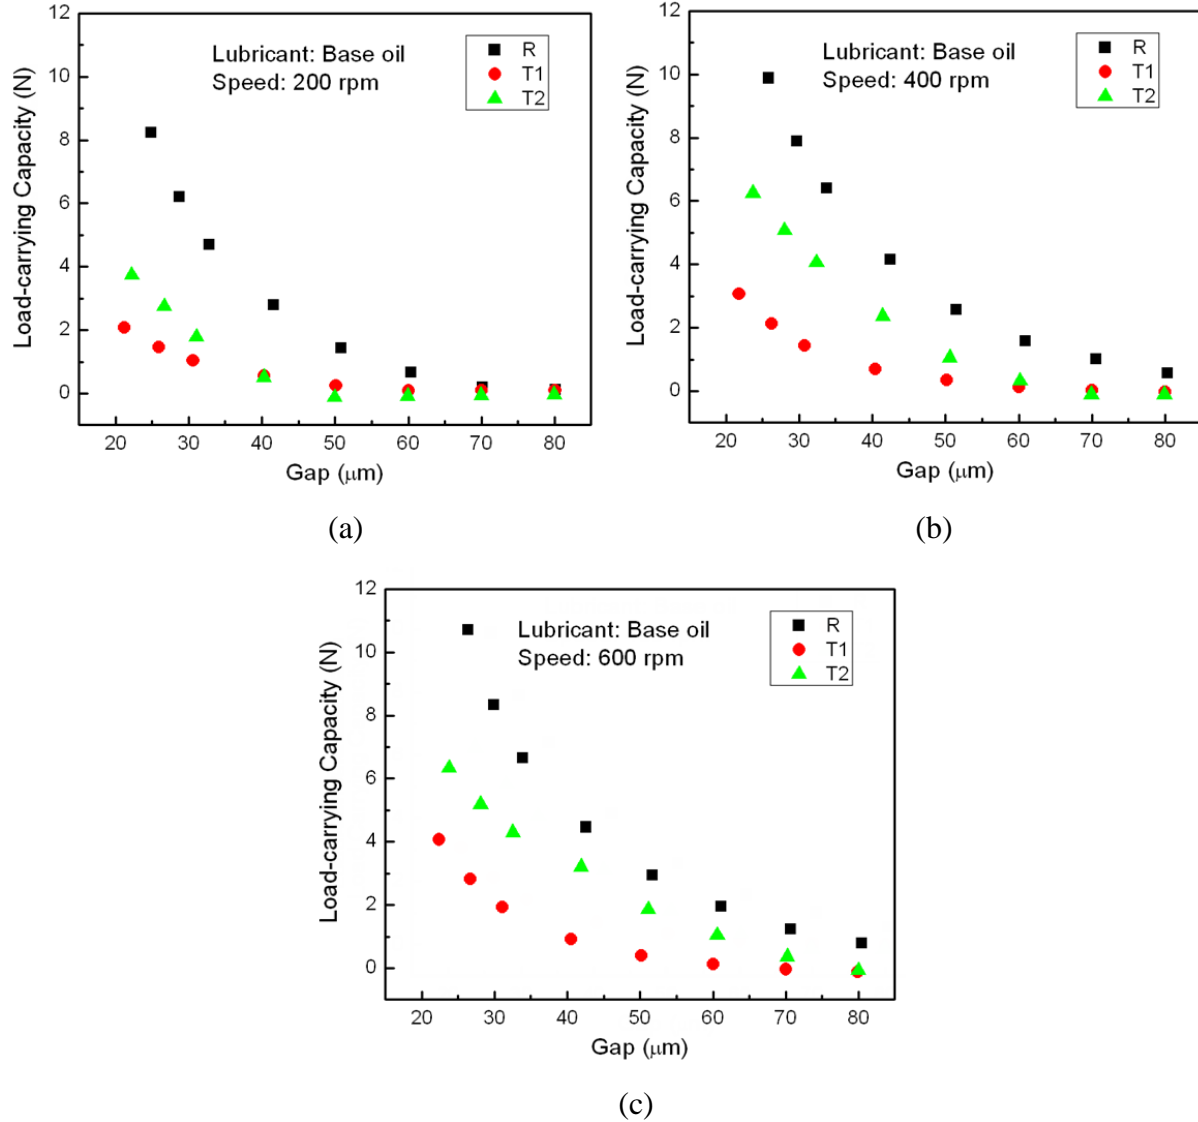 12
10
8
6
4
2
0
Load-carrying Capacity (N)
Lubricant: Base oil
Speed: 200 rpm
R
T1
T2
20 30 40 50 60 70 80
Gap (μm)
(a)
12
10
8
6
4
2
0
Load-carrying Capacity (N)
Lubricant: Base oil
Speed: 400 rpm
R
T1
T2
20 30 40 50 60 70 80
Gap (μm)
(b)
12
10
8
6
4
2
0
Load-carrying Capacity (N)
Lubricant: Base oil
Speed: 600 rpm
R
T1
T2
20 30 40 50 60 70 80
Gap (μm)
(c)